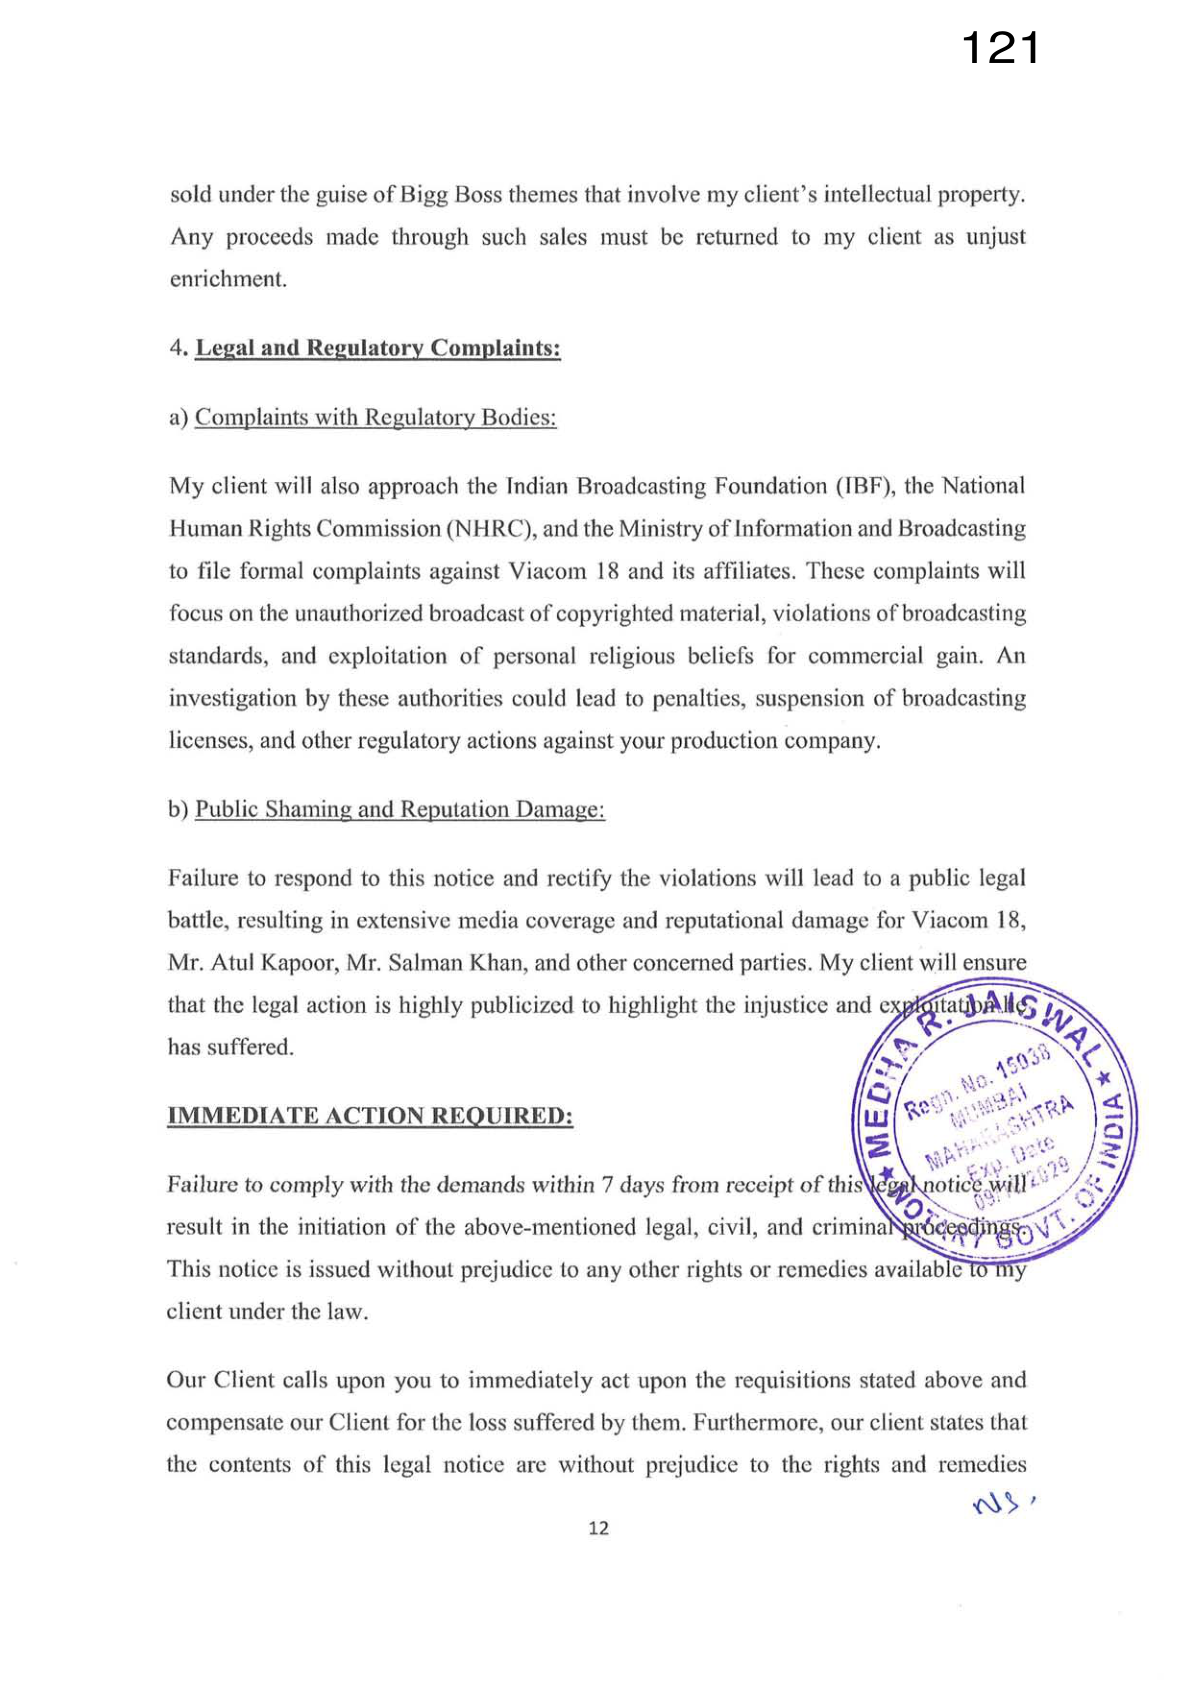 121
sold under the guise of Bigg Boss themes that involve my client’s intellectual property.
Any proceeds made through such sales must be returned to my client as unjust
enrichment.
4. Legal and Regulatory Complaints:
a) Complaints with Regulatory Bodies:
My client will also approach the Indian Broadcasting Foundation (IBF), the National
Human Rights Commission (NHRC), and the Ministry of Information and Broadcasting
to file formal complaints against Viacom 18 and its affiliates. These complaints will
focus on the unauthorized broadcast of copyrighted material, violations of broadcasting
standards, and exploitation of personal religious beliefs for commercial gain. An
investigation by these authorities could lead to penalties, suspension of broadcasting
licenses, and other regulatory actions against your production company.
b) Public Shaming and Reputation Damage:
Failure to respond to this notice and rectify the violations will lead to a public legal
battle, resulting in extensive media coverage and reputational damage for Viacom 18,
Mr. Atul Kapoor, Mr. Salman Khan, and other concerned parties. My client will ensure
that the legal action is highly publicized to highlight the injustice and exploitation he
has suffered.
IMMEDIATE ACTION REQUIRED:
Failure to comply with the demands within 7 days from receipt of this legal notice will
result in the initiation of the above-mentioned legal, civil, and criminal proceedings.
This notice is issued without prejudice to any other rights or remedies available to my
client under the law.
Our Client calls upon you to immediately act upon the requisitions stated above and
compensate our Client for the loss suffered by them. Furthermore, our client states that
the contents of this legal notice are without prejudice to the rights and remedies
12
★ MEDHA R. JAISWAL ★
NOTARY GOVT. OF INDIA
Regn. No. 15038
MUMBAI
MAHARASHTRA
Exp. Date